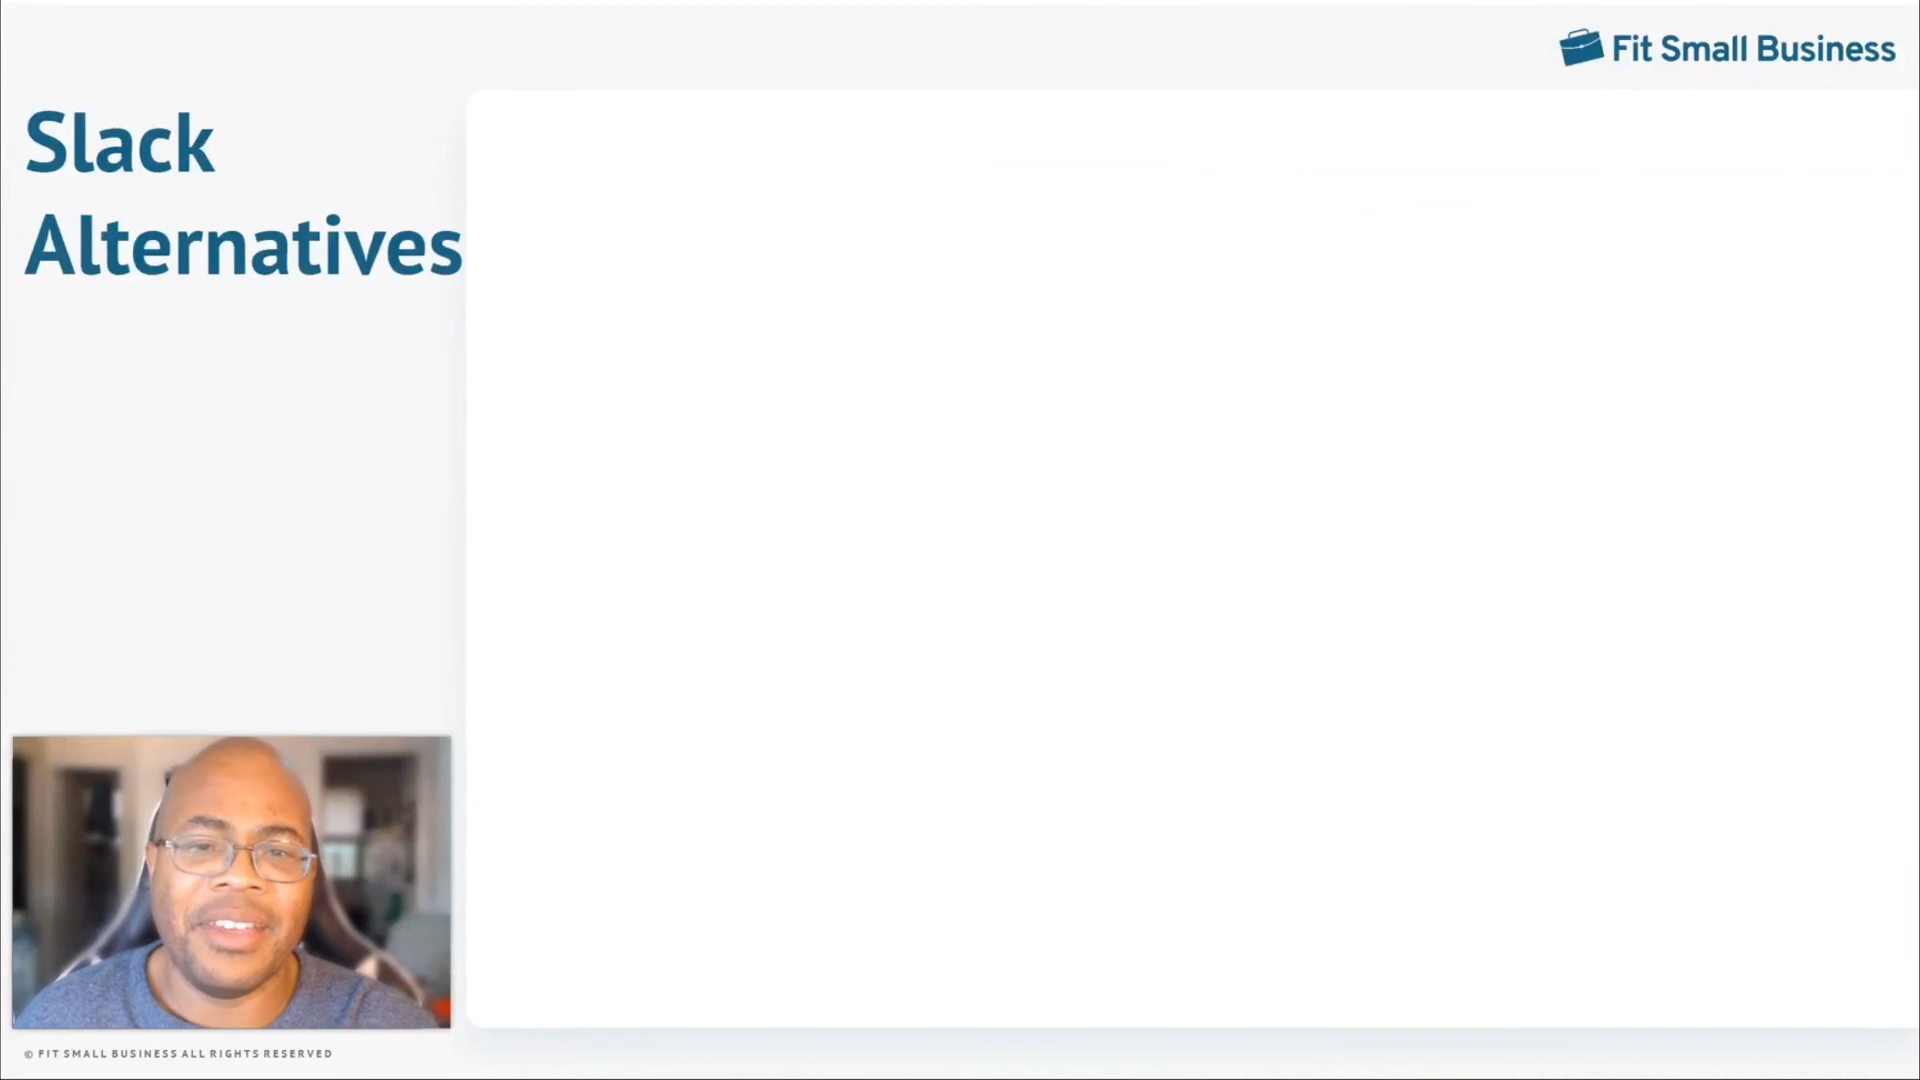 Fit Small Business
Slack
Alternatives
© FIT SMALL BUSINESS ALL RIGHTS RESERVED